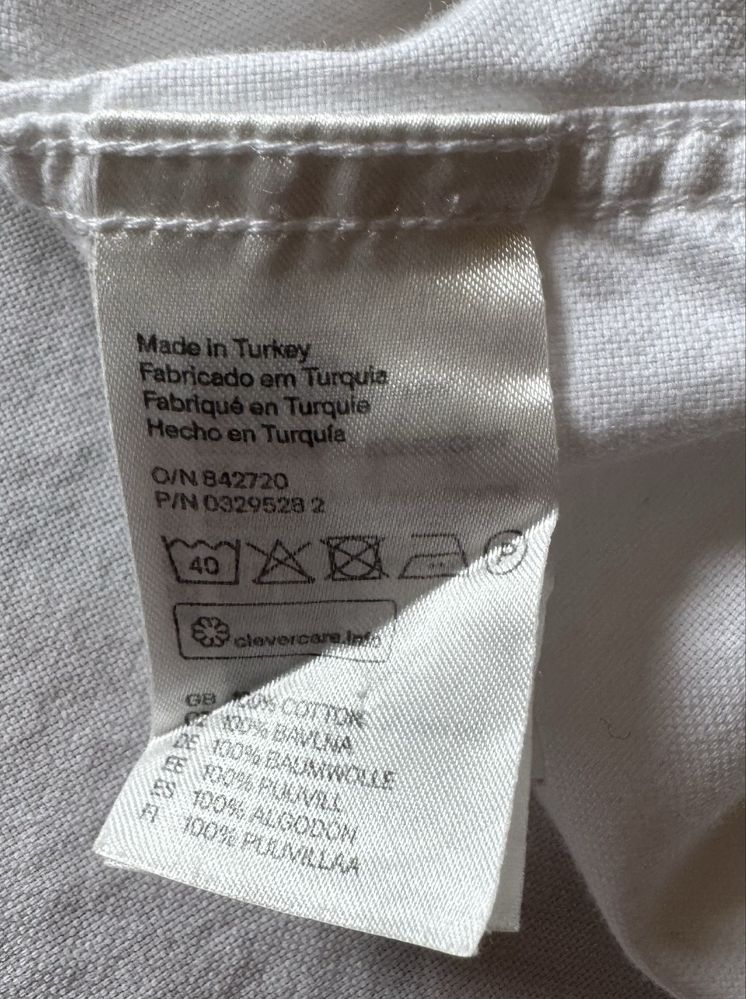 Made in Turkey
Fabricado em Turquia
Fabriqué en Turquie
Hecho en Turquía
O/N 842720
P/N 0329528 2
40 P
clevercare.info
GB 100% COTTON
CZ 100% BAVLNA
DE 100% BAUMWOLLE
EE 100% PUUVILL
ES 100% ALGODÓN
FI 100% PUUVILLAA